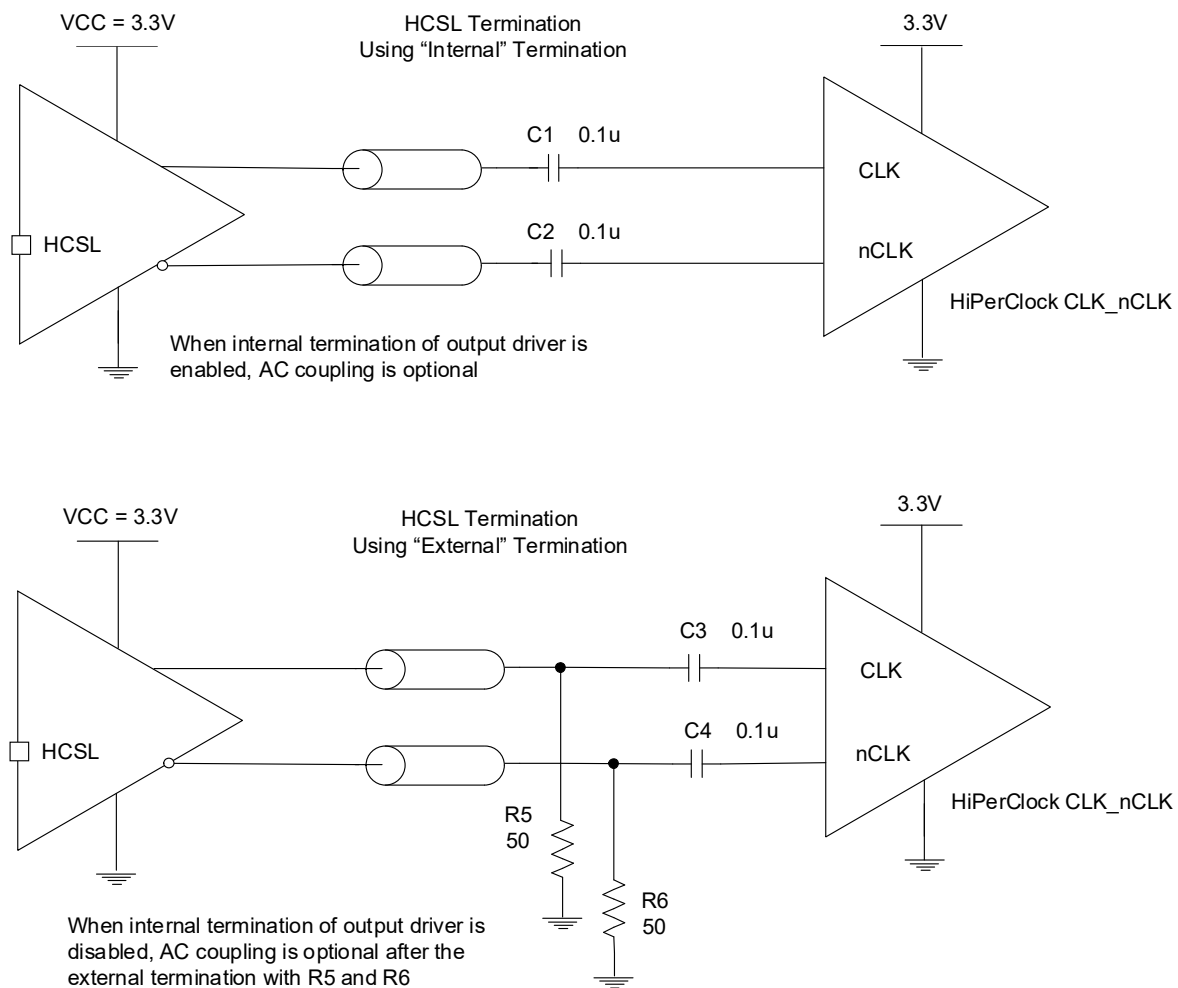 VCC = 3.3V
HCSL Termination
Using “Internal” Termination
3.3V
C1 0.1u
CLK
C2 0.1u
HCSL
nCLK
HiPerClock CLK_nCLK
When internal termination of output driver is
enabled, AC coupling is optional
VCC = 3.3V
HCSL Termination
Using “External” Termination
3.3V
C3 0.1u
CLK
C4 0.1u
HCSL
nCLK
HiPerClock CLK_nCLK
R5
50
R6
50
When internal termination of output driver is
disabled, AC coupling is optional after the
external termination with R5 and R6